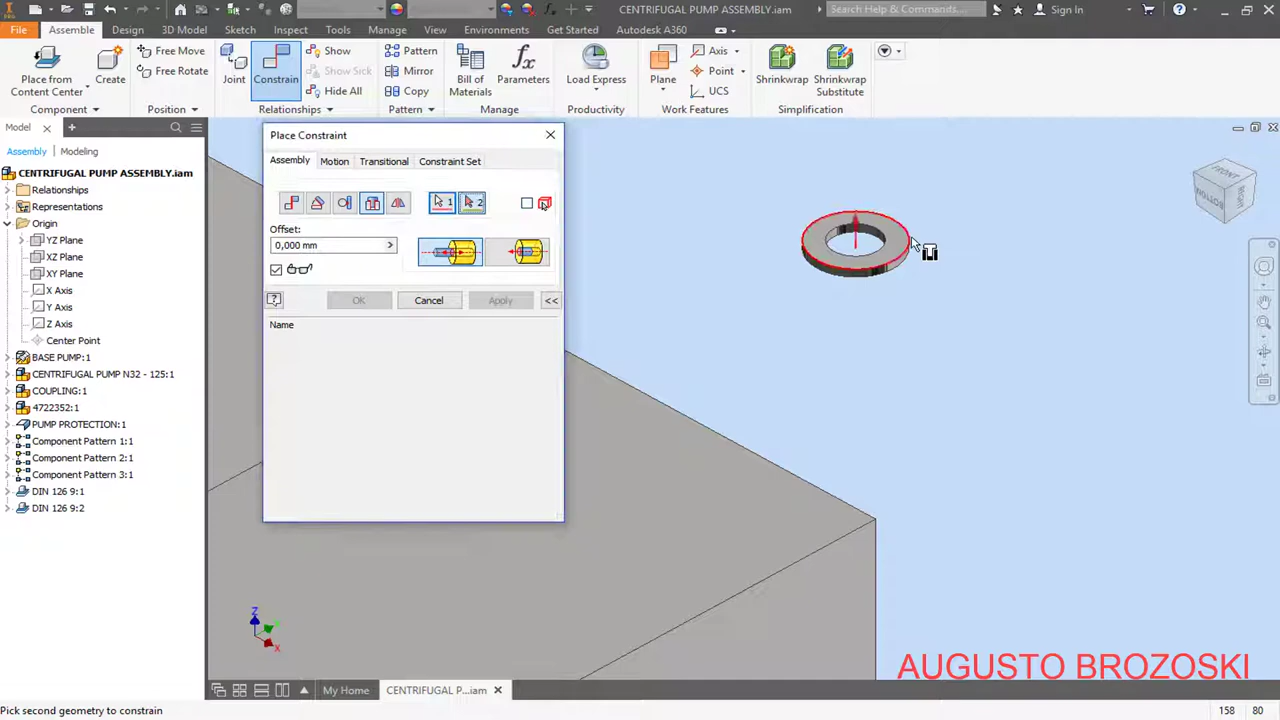 CENTRIFUGAL PUMP ASSEMBLY.iam
Search Help & Commands...
Sign In
File
Assemble
Design
3D Model
Sketch
Inspect
Tools
Manage
View
Environments
Get Started
Autodesk A360
Place from
Content Center
Create
Component
Free Move
Free Rotate
Position
Joint
Constrain
Show
Show Sick
Hide All
Relationships
Pattern
Mirror
Copy
Pattern
Bill of
Materials
Parameters
Manage
Load Express
Productivity
Plane
Axis
Point
UCS
Work Features
Shrinkwrap
Shrinkwrap
Substitute
Simplification
Model
Assembly
Modeling
CENTRIFUGAL PUMP ASSEMBLY.iam
Relationships
Representations
Origin
YZ Plane
XZ Plane
XY Plane
X Axis
Y Axis
Z Axis
Center Point
BASE PUMP:1
CENTRIFUGAL PUMP N32 - 125:1
COUPLING:1
4722352:1
PUMP PROTECTION:1
Component Pattern 1:1
Component Pattern 2:1
Component Pattern 3:1
DIN 126 9:1
DIN 126 9:2
Place Constraint
Assembly
Motion
Transitional
Constraint Set
1
2
Offset:
0,000 mm
OK
Cancel
Apply
<<
Name
FRONT
RIGHT
BOTTOM
Z
X
AUGUSTO BROZOSKI
My Home
CENTRIFUGAL P...iam
Pick second geometry to constrain
158
80